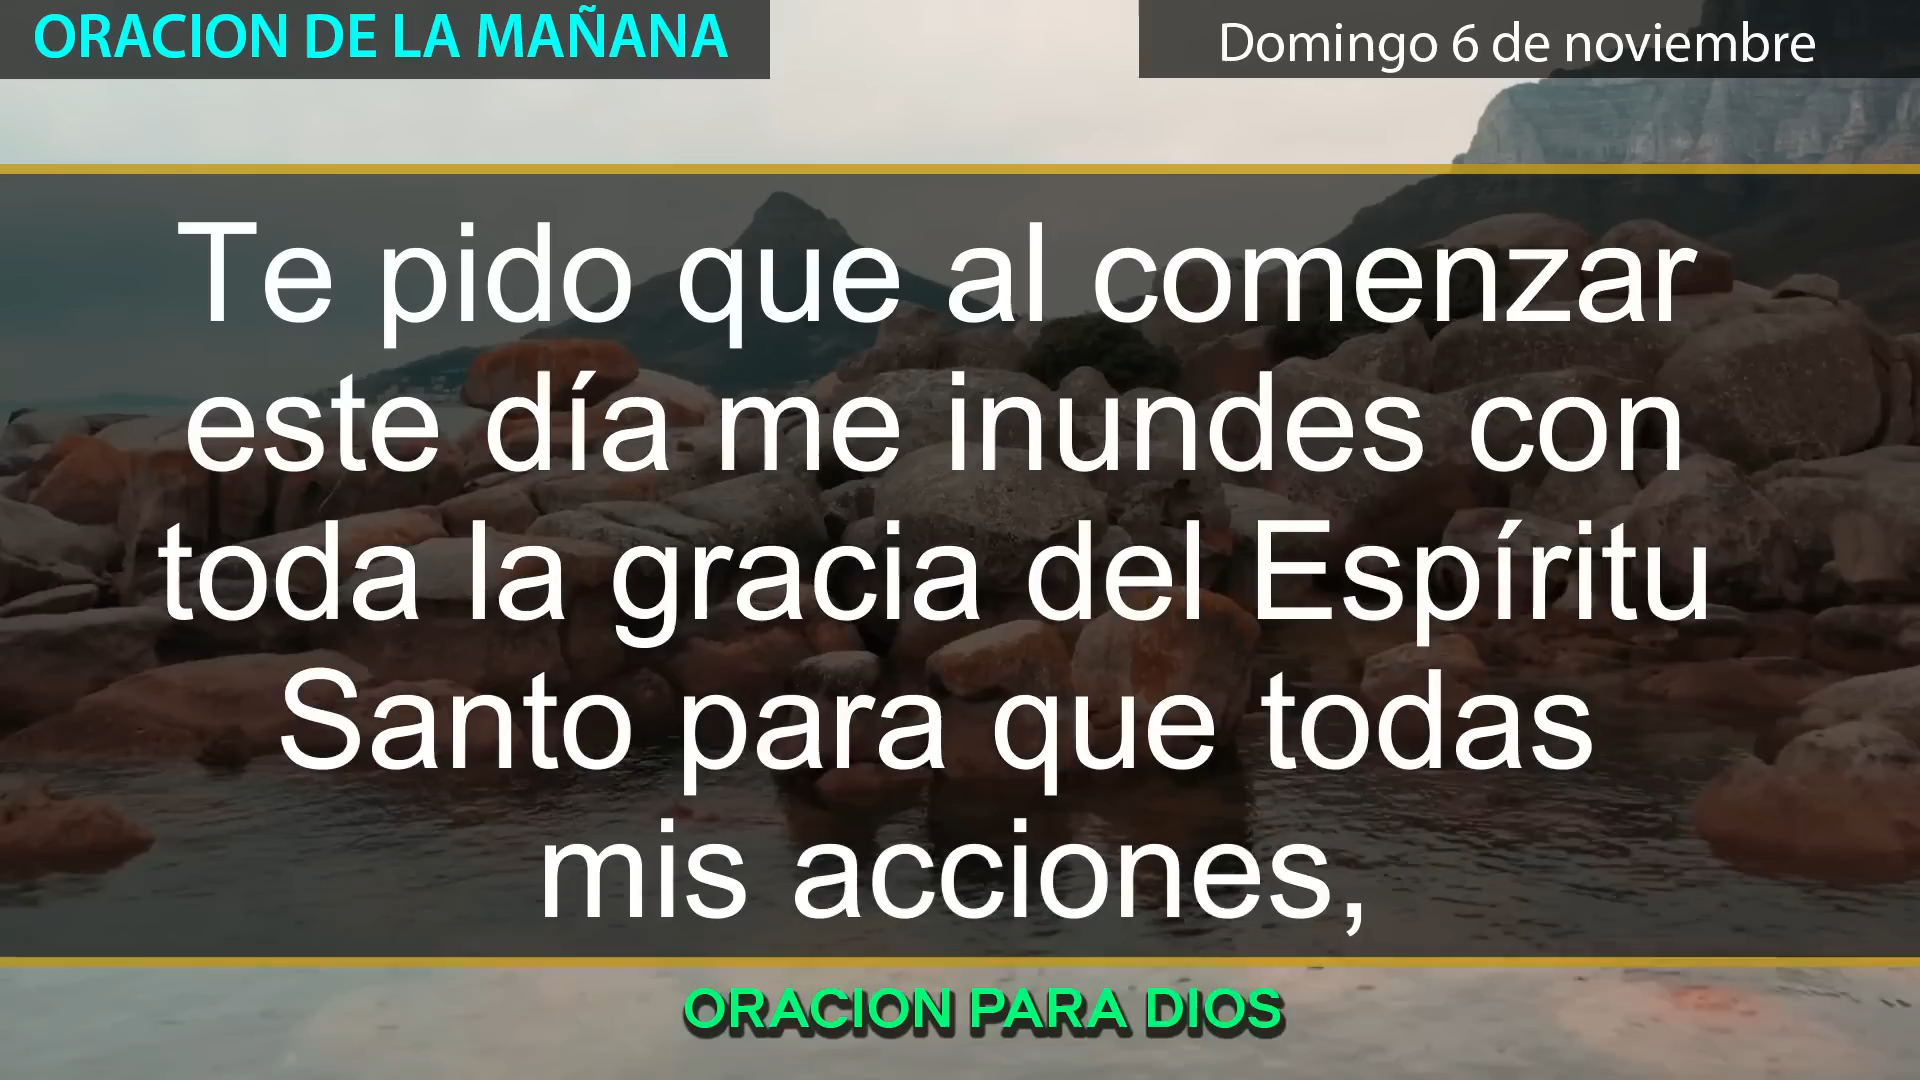 ORACION DE LA MAÑANA
Domingo 6 de noviembre
Te pido que al comenzar
este día me inundes con
toda la gracia del Espíritu
Santo para que todas
mis acciones,
ORACION PARA DIOS